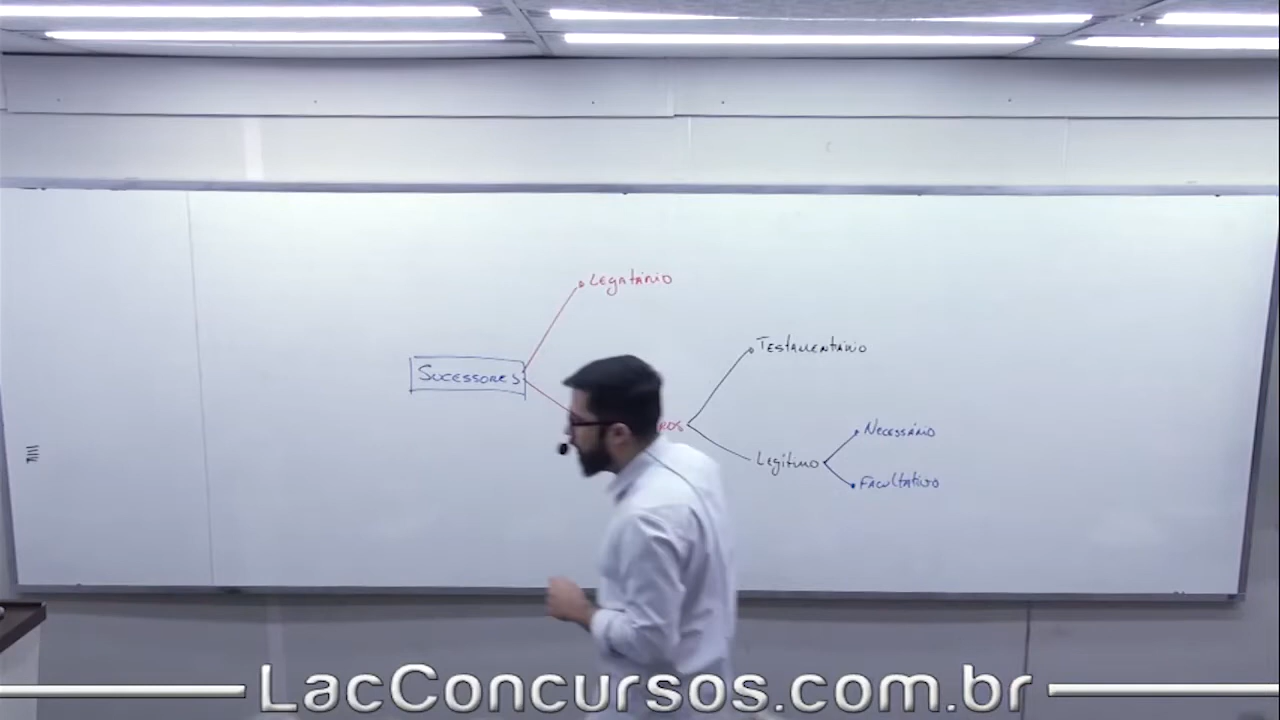 Legatário
Testamentário
Sucessores
Necessário
Legítimo
Facultativo
LacConcursos.com.br